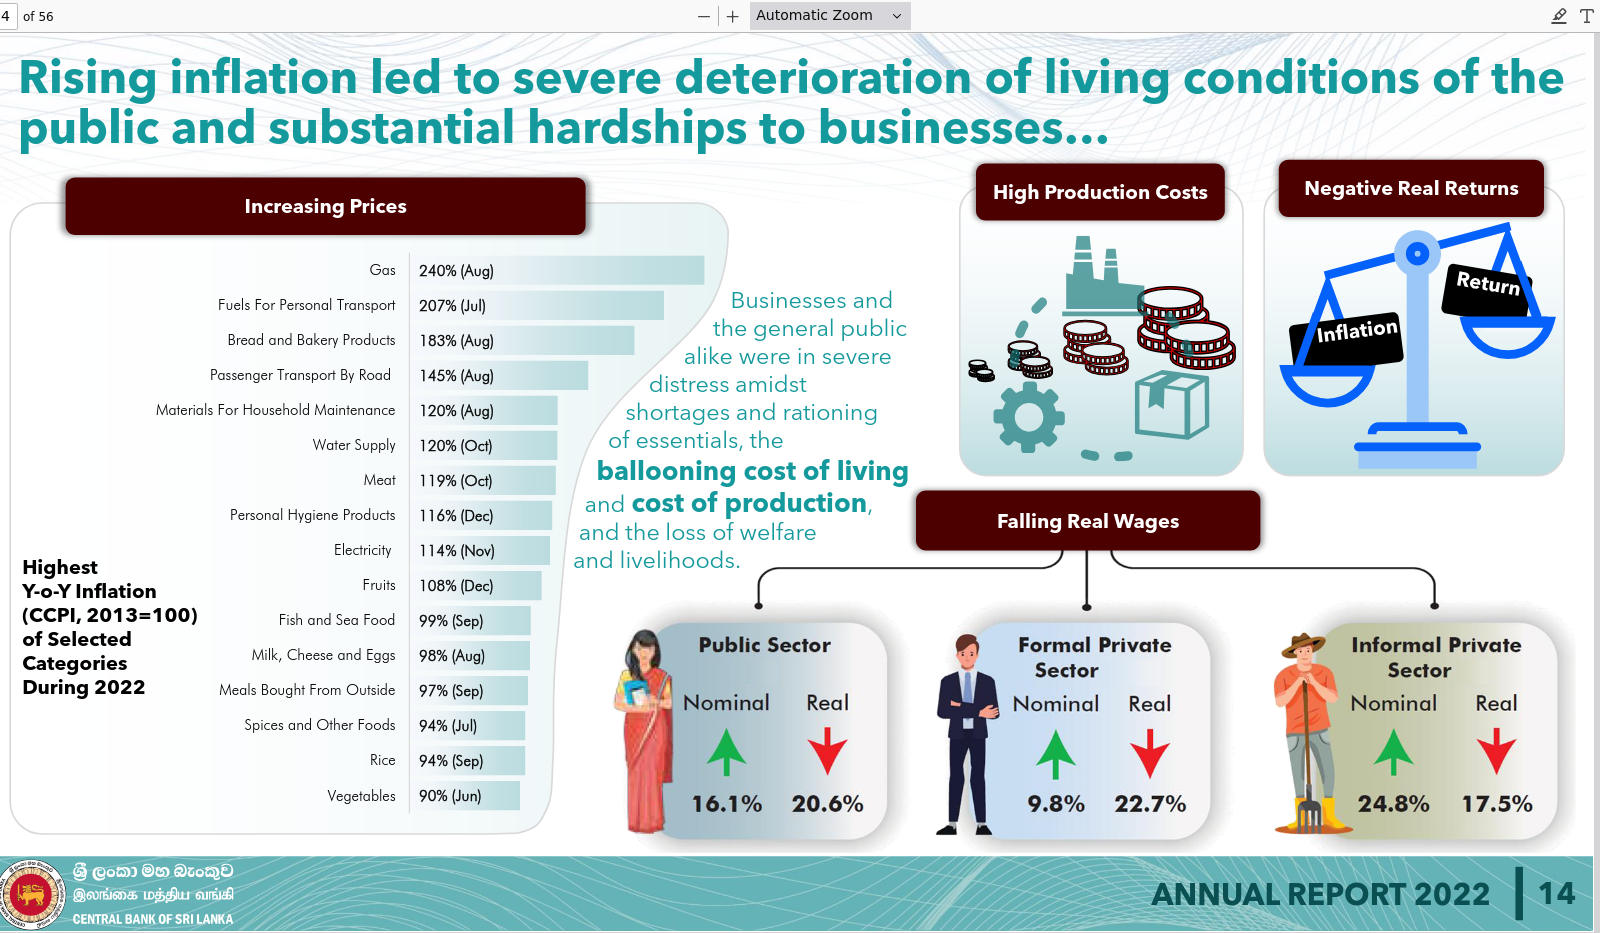 4 of 56
Automatic Zoom
Rising inflation led to severe deterioration of living conditions of the
public and substantial hardships to businesses...
Increasing Prices
Gas 240% (Aug)
Fuels For Personal Transport 207% (Jul)
Bread and Bakery Products 183% (Aug)
Passenger Transport By Road 145% (Aug)
Materials For Household Maintenance 120% (Aug)
Water Supply 120% (Oct)
Meat 119% (Oct)
Personal Hygiene Products 116% (Dec)
Electricity 114% (Nov)
Fruits 108% (Dec)
Fish and Sea Food 99% (Sep)
Milk, Cheese and Eggs 98% (Aug)
Meals Bought From Outside 97% (Sep)
Spices and Other Foods 94% (Jul)
Rice 94% (Sep)
Vegetables 90% (Jun)
Highest
Y-o-Y Inflation
(CCPI, 2013=100)
of Selected
Categories
During 2022
Businesses and
the general public
alike were in severe
distress amidst
shortages and rationing
of essentials, the
ballooning cost of living
and cost of production,
and the loss of welfare
and livelihoods.
High Production Costs
Negative Real Returns
Inflation
Return
Falling Real Wages
Public Sector
Nominal Real
16.1% 20.6%
Formal Private
Sector
Nominal Real
9.8% 22.7%
Informal Private
Sector
Nominal Real
24.8% 17.5%
ශ්‍රී ලංකා මහ බැංකුව
இலங்கை மத்திய வங்கி
CENTRAL BANK OF SRI LANKA
ANNUAL REPORT 2022 14